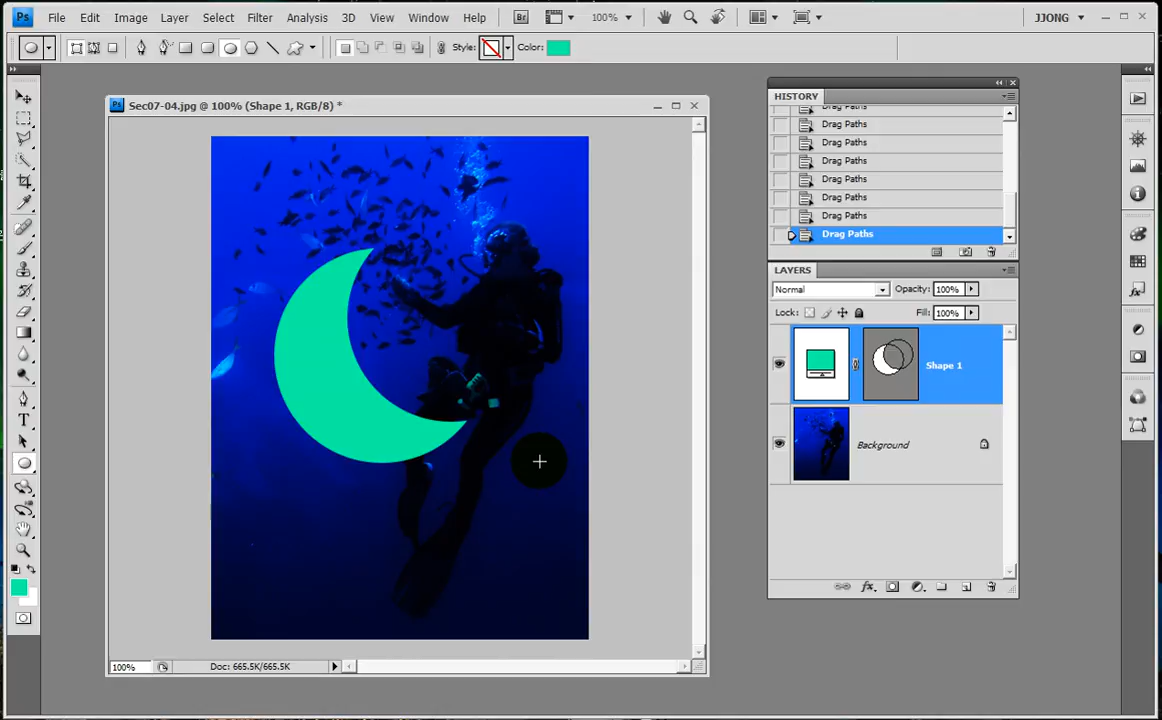 Ps File Edit Image Layer Select Filter Analysis 3D View Window Help Br 100% JJONG
Style: Color:
Ps Sec07-04.jpg @ 100% (Shape 1, RGB/8) *
HISTORY
Drag Paths
Drag Paths
Drag Paths
Drag Paths
Drag Paths
Drag Paths
Drag Paths
Drag Paths
LAYERS
Normal Opacity: 100%
Lock: Fill: 100%
Shape 1
Background
T
fx
100% Doc: 665.5K/665.5K